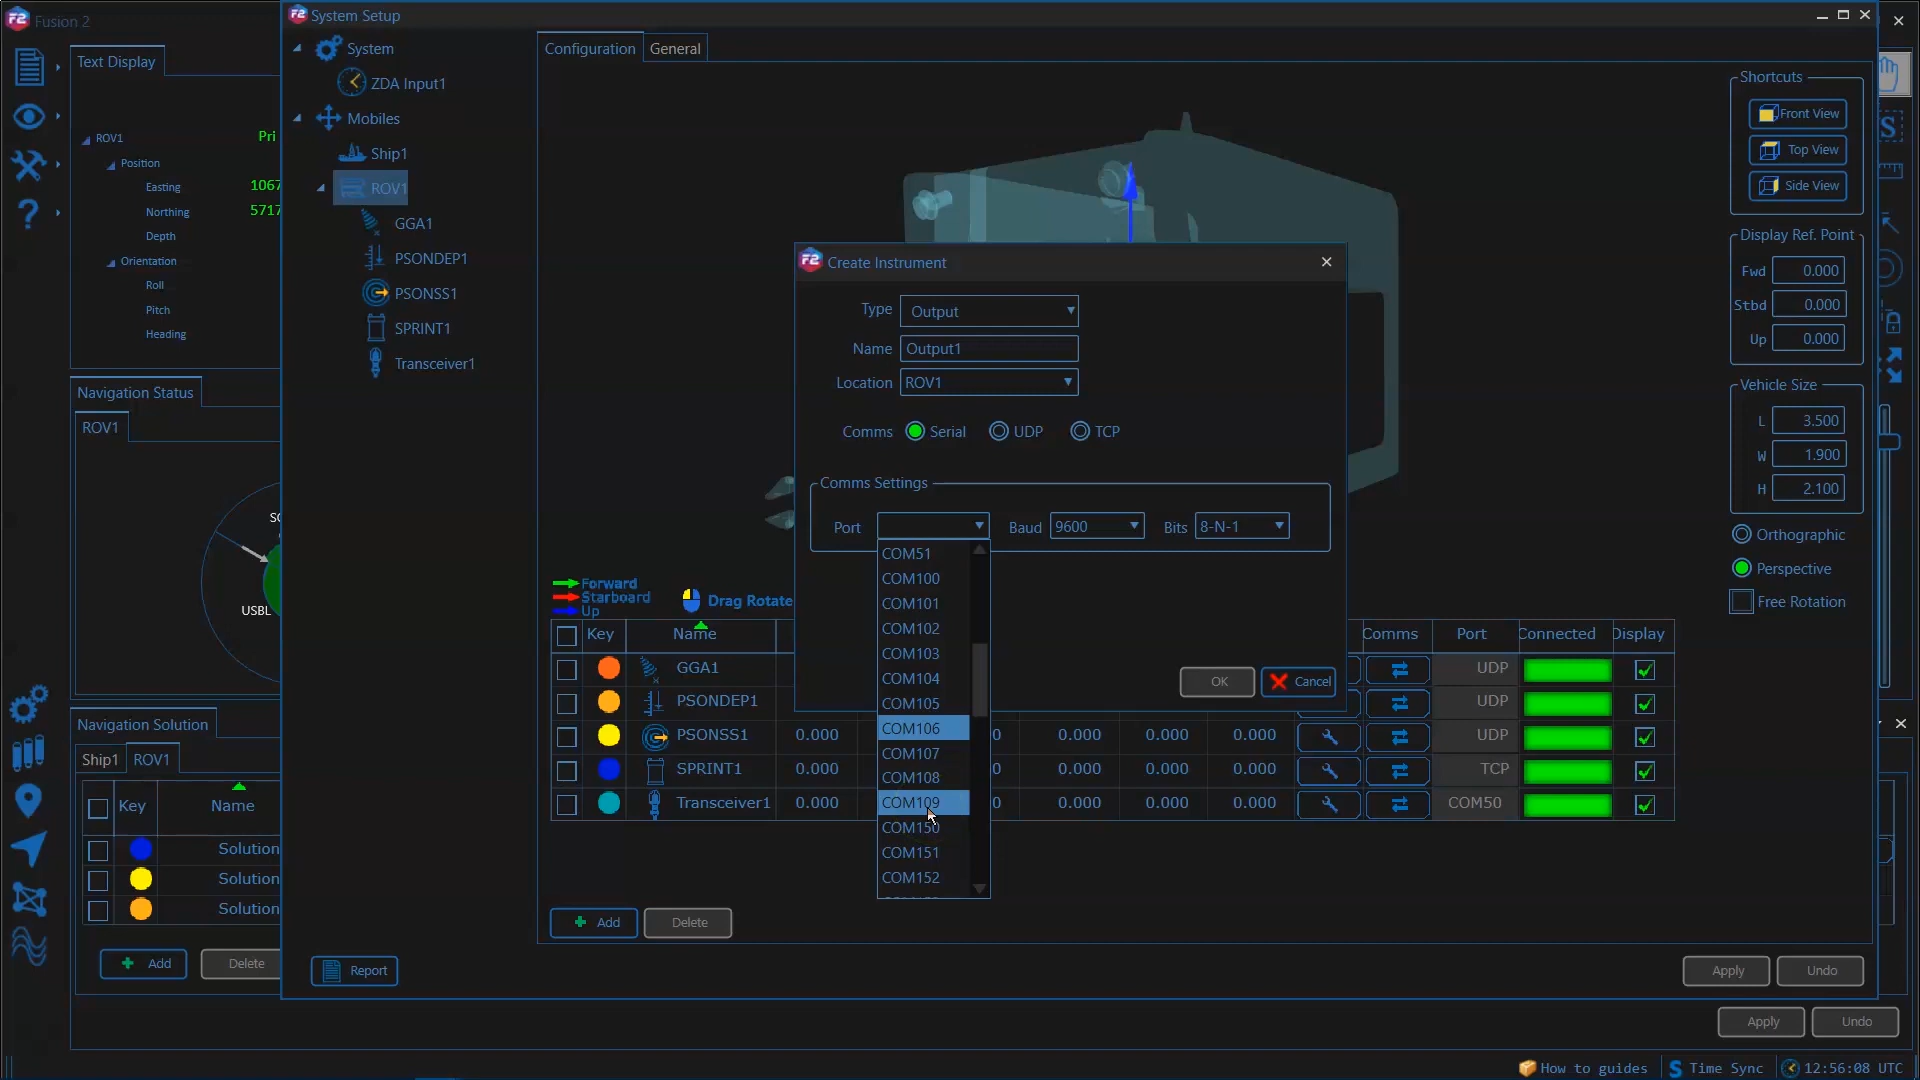 Fusion 2
System Setup
Text Display
ROV1
Pri
Position
Easting
1067
Northing
5717
Depth
Orientation
Roll
Pitch
Heading
Navigation Status
ROV1
USBL
Navigation Solution
Ship1
ROV1
Key
Name
Solution
Solution
Solution
Add
Delete
System
ZDA Input1
Mobiles
Ship1
ROV1
GGA1
PSONDEP1
PSONSS1
SPRINT1
Transceiver1
Report
Configuration
General
Forward
Starboard
Up
Drag Rotate
Create Instrument
Type
Output
Name
Output1
Location
ROV1
Comms
Serial
UDP
TCP
Comms Settings
Port
Baud
9600
Bits
8-N-1
COM51
COM100
COM101
COM102
COM103
COM104
COM105
COM106
COM107
COM108
COM109
COM150
COM151
COM152
OK
Cancel
Key
Name
Comms
Port
Connected
Display
GGA1
UDP
PSONDEP1
UDP
PSONSS1
0.000
0
0.000
0.000
0.000
UDP
SPRINT1
0.000
0
0.000
0.000
0.000
TCP
Transceiver1
0.000
0
0.000
0.000
0.000
COM50
Add
Delete
Shortcuts
Front View
Top View
Side View
Display Ref. Point
Fwd
0.000
Stbd
0.000
Up
0.000
Vehicle Size
L
3.500
W
1.900
H
2.100
Orthographic
Perspective
Free Rotation
Apply
Undo
Apply
Undo
How to guides
Time Sync
12:56:08 UTC